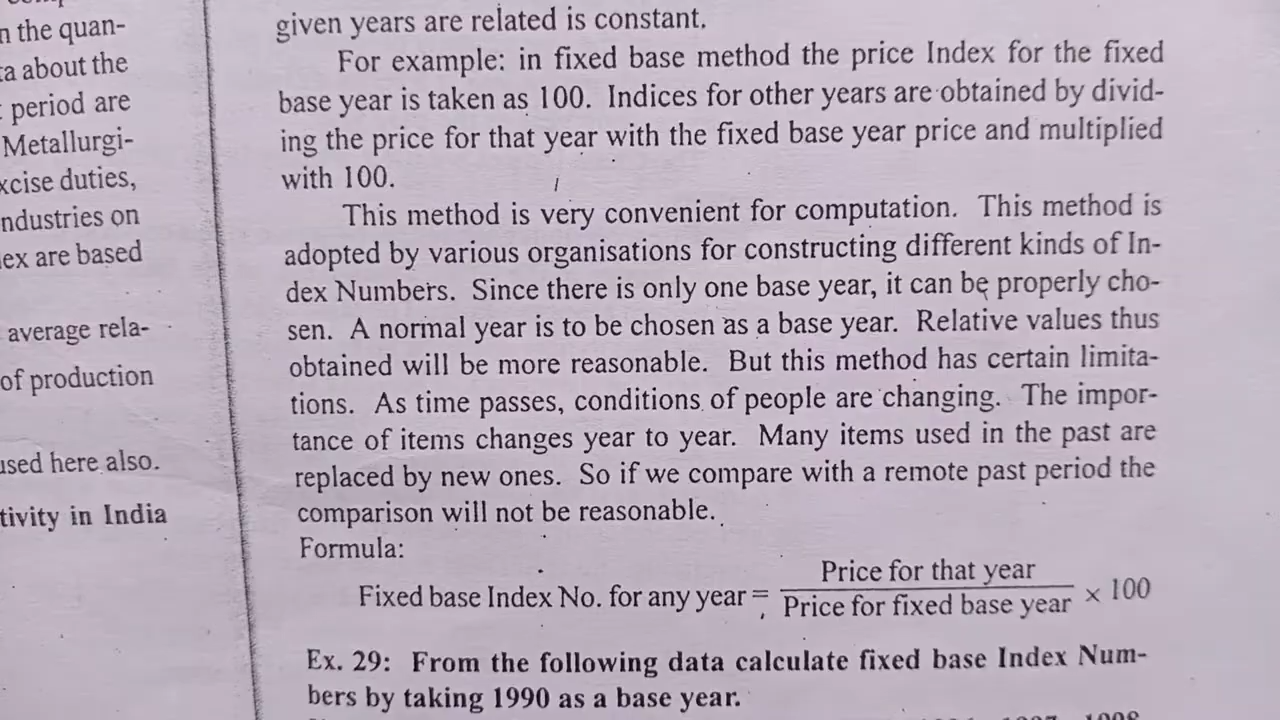 n the quan-
a about the
period are
Metallurgi-
xcise duties,
ndustries on
ex are based
average rela-
of production
used here also.
tivity in India
given years are related is constant.
For example: in fixed base method the price Index for the fixed
base year is taken as 100. Indices for other years are obtained by divid-
ing the price for that year with the fixed base year price and multiplied
with 100.
This method is very convenient for computation. This method is
adopted by various organisations for constructing different kinds of In-
dex Numbers. Since there is only one base year, it can be properly cho-
sen. A normal year is to be chosen as a base year. Relative values thus
obtained will be more reasonable. But this method has certain limita-
tions. As time passes, conditions of people are changing. The impor-
tance of items changes year to year. Many items used in the past are
replaced by new ones. So if we compare with a remote past period the
comparison will not be reasonable.
Formula:
Fixed base Index No. for any year = Price for that year / Price for fixed base year × 100
Ex. 29: From the following data calculate fixed base Index Num-
bers by taking 1990 as a base year.